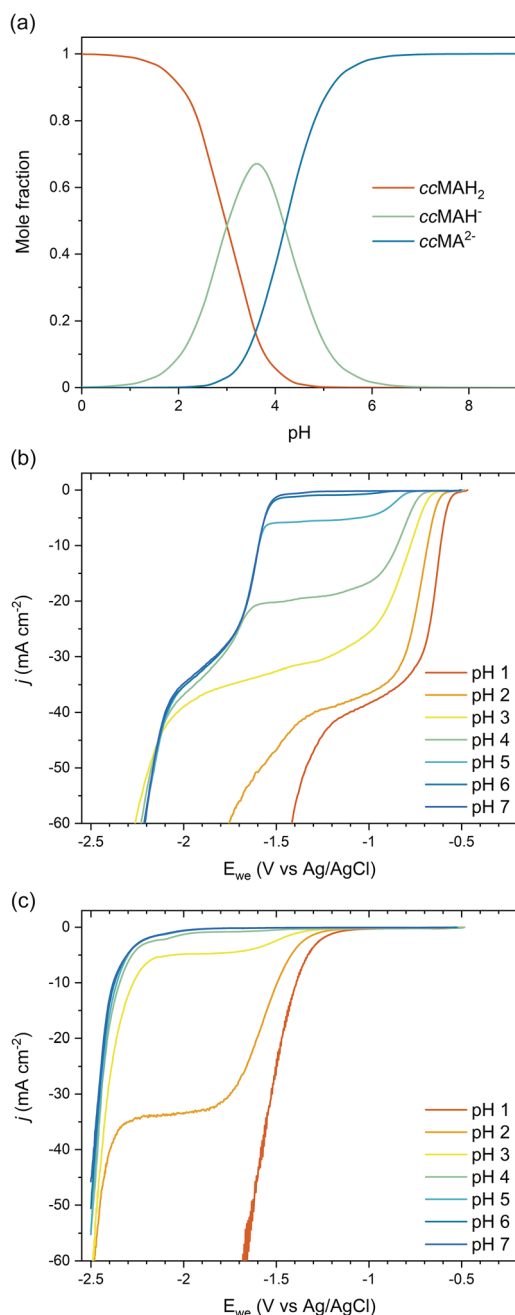 (a)
1
0.8
0.6
0.4
0.2
0
Mole fraction
ccMAH₂
ccMAH⁻
ccMA²⁻
0 2 4 6 8
pH
(b)
0
-10
-20
-30
-40
-50
-60
j (mA cm⁻²)
pH 1
pH 2
pH 3
pH 4
pH 5
pH 6
pH 7
-2.5 -2 -1.5 -1 -0.5
E_we (V vs Ag/AgCl)
(c)
0
-10
-20
-30
-40
-50
-60
j (mA cm⁻²)
pH 1
pH 2
pH 3
pH 4
pH 5
pH 6
pH 7
-2.5 -2 -1.5 -1 -0.5
E_we (V vs Ag/AgCl)